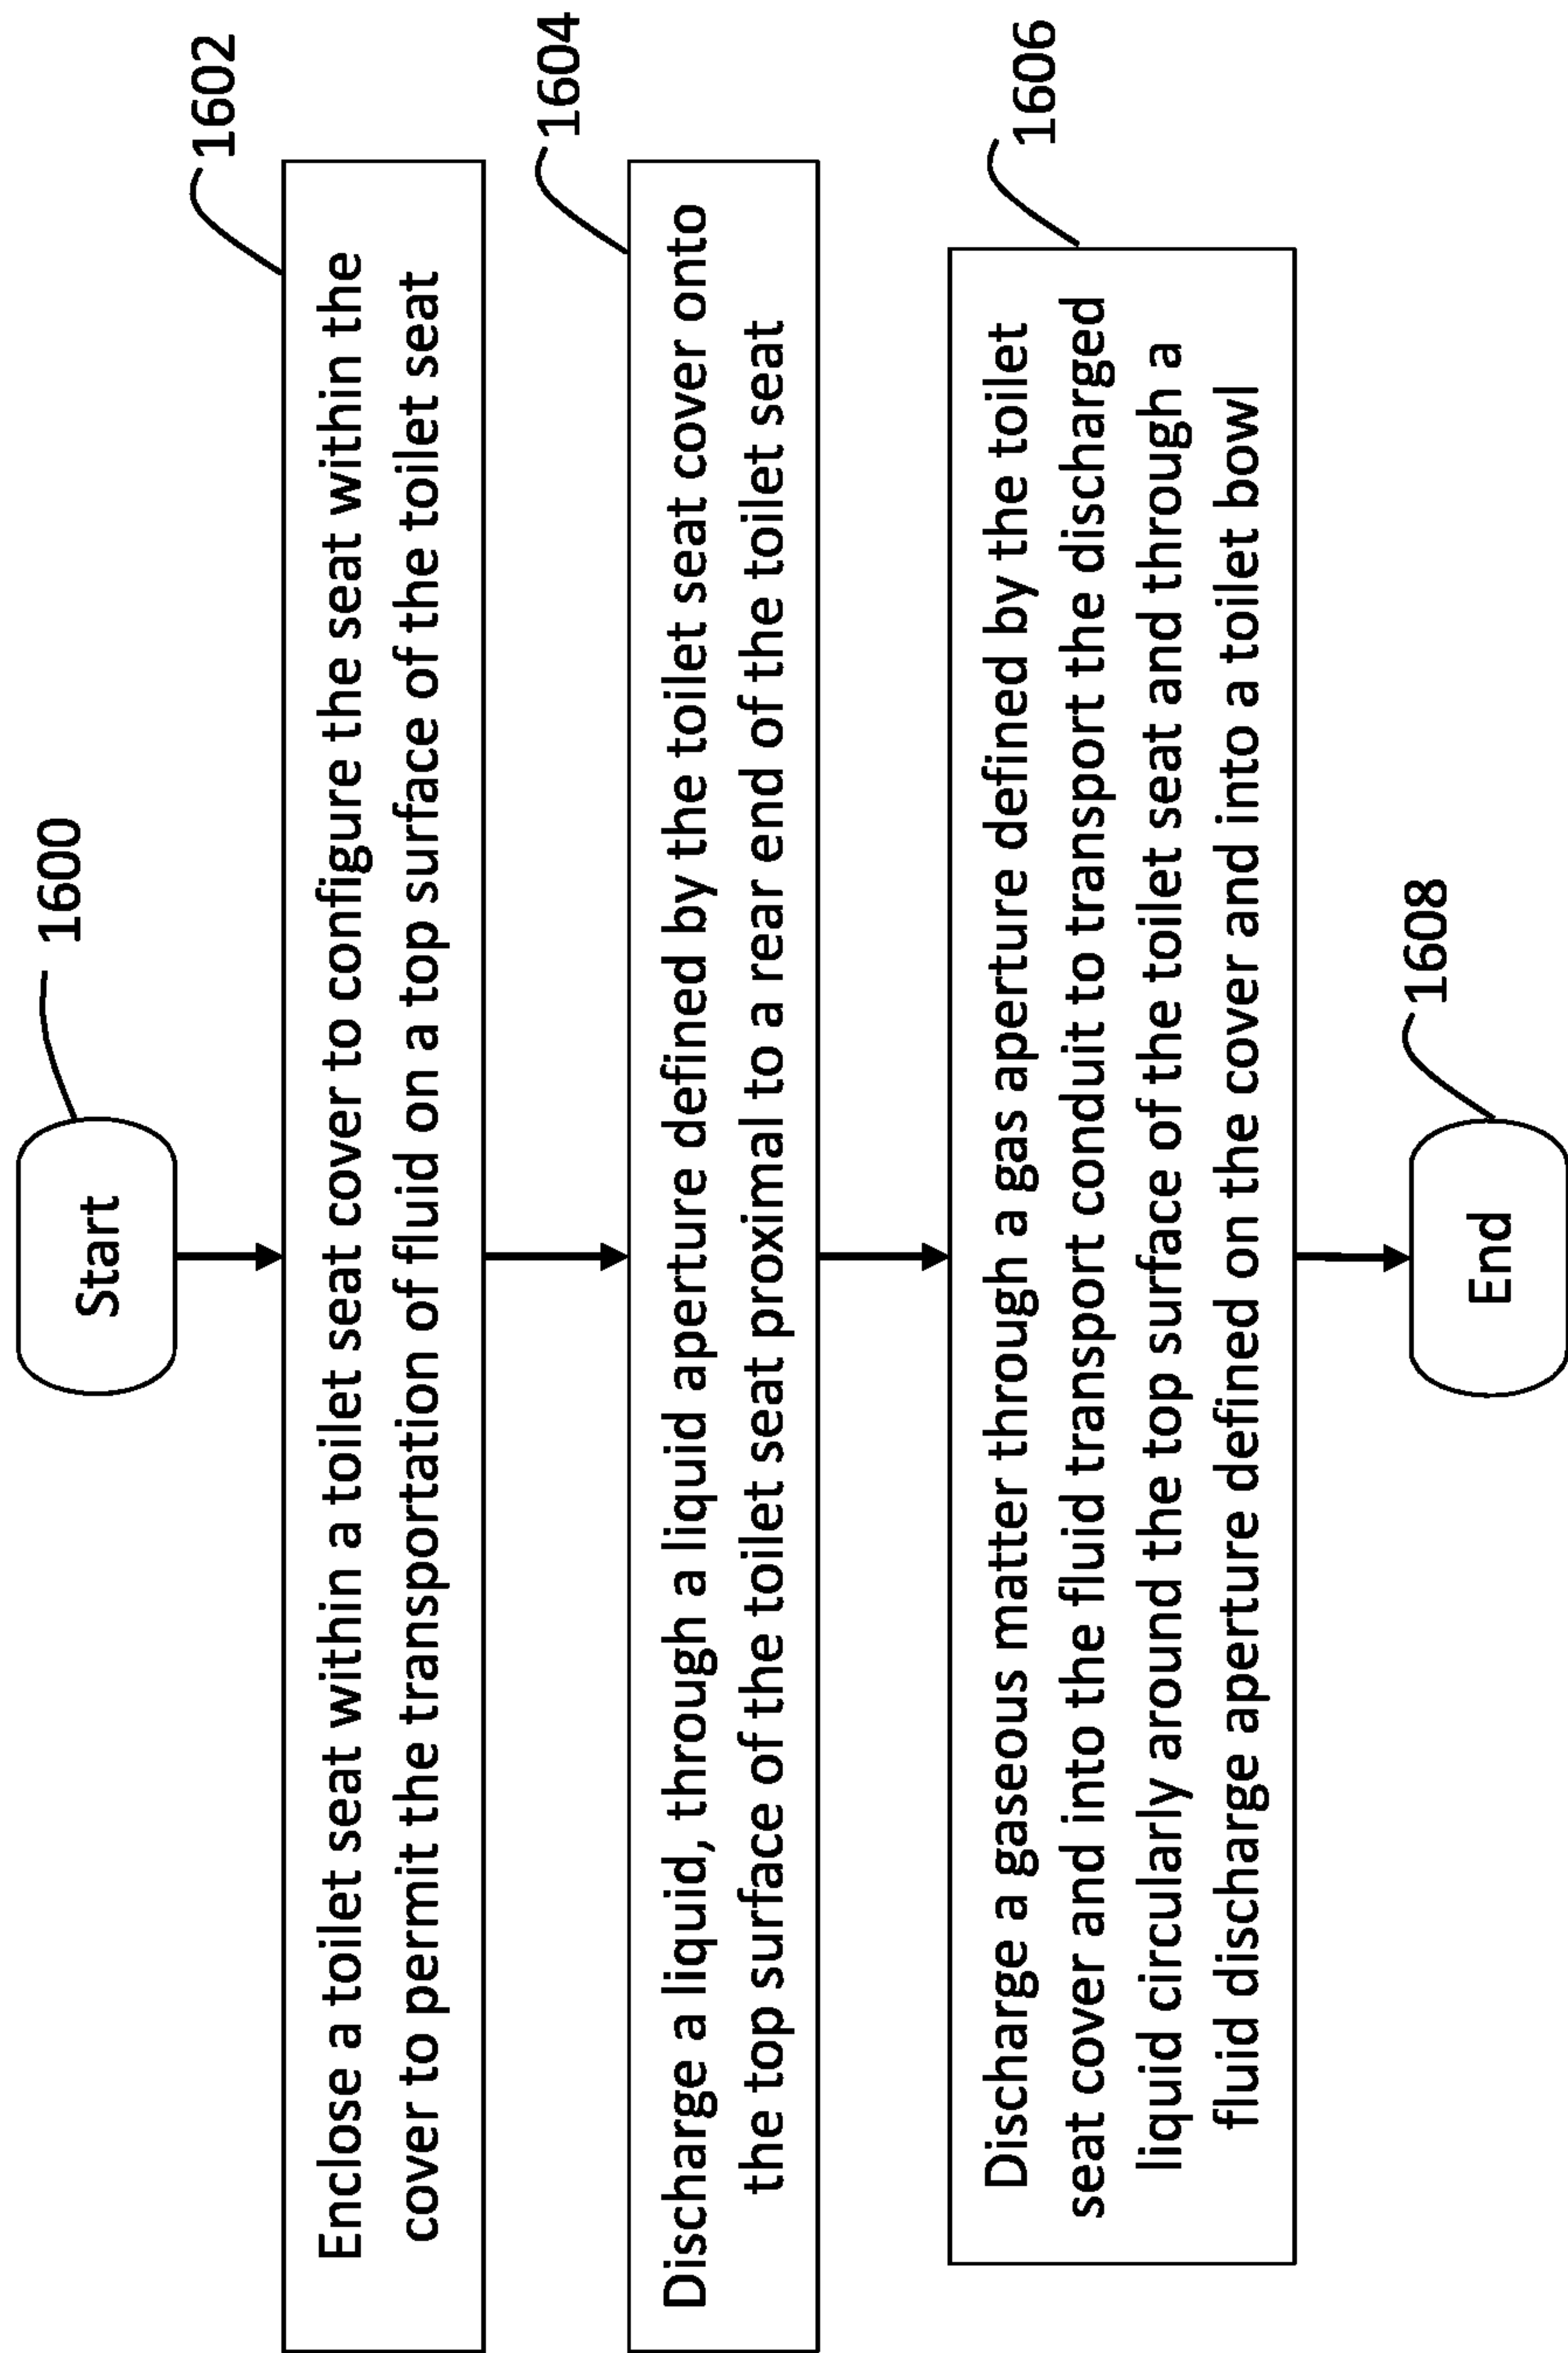 1600
Start
1602
Enclose a toilet seat within a toilet seat cover to configure the seat within the
cover to permit the transportation of fluid on a top surface of the toilet seat
1604
Discharge a liquid, through a liquid aperture defined by the toilet seat cover onto
the top surface of the toilet seat proximal to a rear end of the toilet seat
1606
Discharge a gaseous matter through a gas aperture defined by the toilet
seat cover and into the fluid transport conduit to transport the discharged
liquid circularly around the top surface of the toilet seat and through a
fluid discharge aperture defined on the cover and into a toilet bowl
1608
End